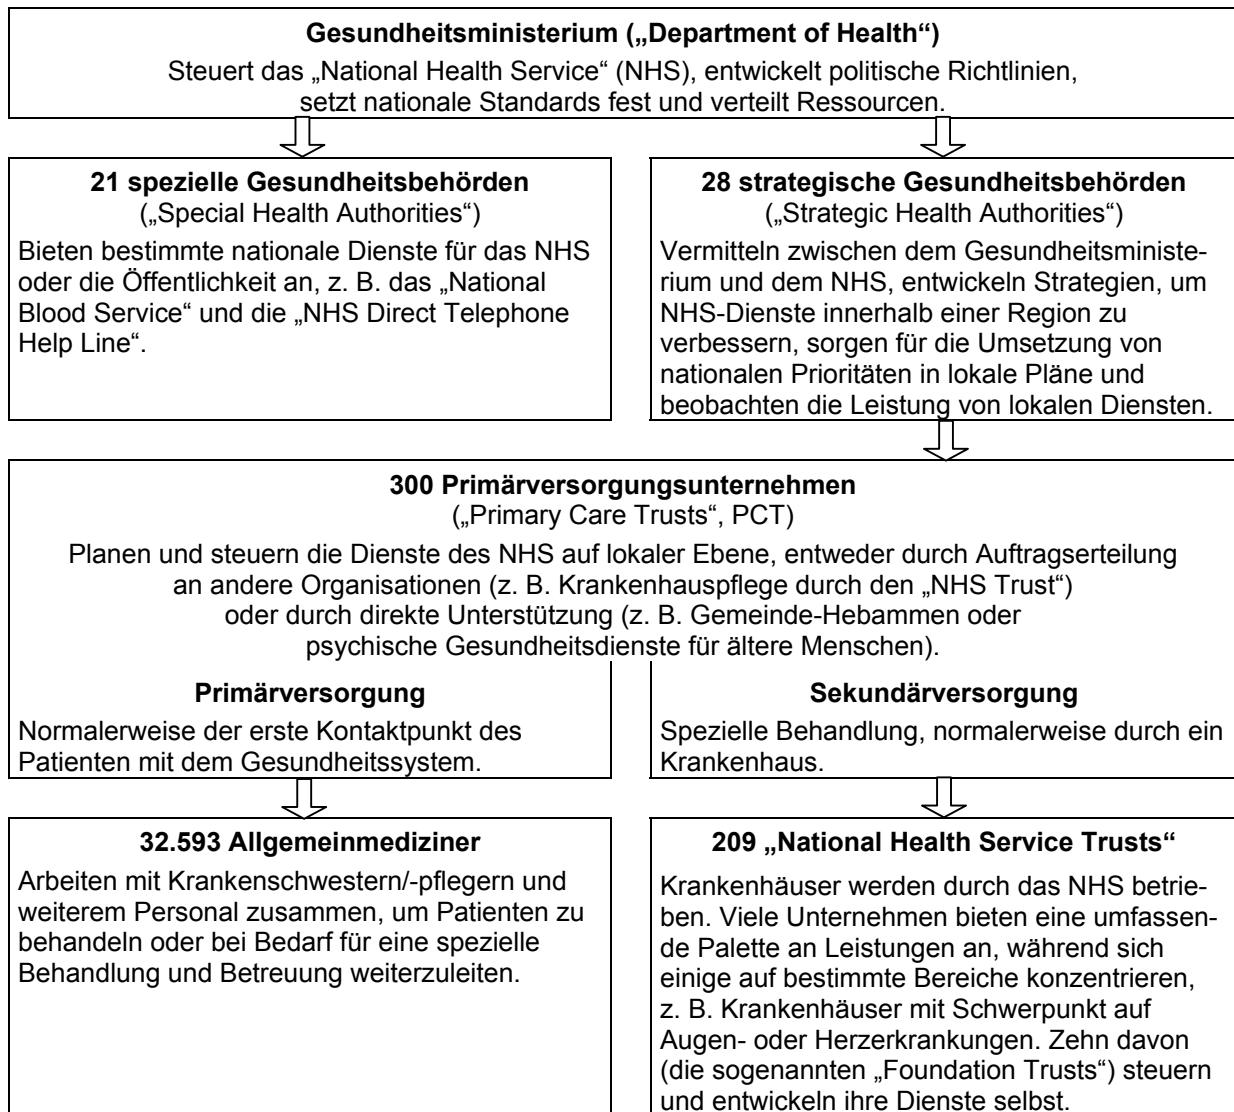 Gesundheitsministerium („Department of Health“)
Steuert das „National Health Service“ (NHS), entwickelt politische Richtlinien,
setzt nationale Standards fest und verteilt Ressourcen.
21 spezielle Gesundheitsbehörden
(„Special Health Authorities“)
Bieten bestimmte nationale Dienste für das NHS
oder die Öffentlichkeit an, z. B. das „National
Blood Service“ und die „NHS Direct Telephone
Help Line“.
28 strategische Gesundheitsbehörden
(„Strategic Health Authorities“)
Vermitteln zwischen dem Gesundheitsministe-
rium und dem NHS, entwickeln Strategien, um
NHS-Dienste innerhalb einer Region zu
verbessern, sorgen für die Umsetzung von
nationalen Prioritäten in lokale Pläne und
beobachten die Leistung von lokalen Diensten.
300 Primärversorgungsunternehmen
(„Primary Care Trusts“, PCT)
Planen und steuern die Dienste des NHS auf lokaler Ebene, entweder durch Auftragserteilung
an andere Organisationen (z. B. Krankenhauspflege durch den „NHS Trust“)
oder durch direkte Unterstützung (z. B. Gemeinde-Hebammen oder
psychische Gesundheitsdienste für ältere Menschen).
Primärversorgung
Normalerweise der erste Kontaktpunkt des
Patienten mit dem Gesundheitssystem.
Sekundärversorgung
Spezielle Behandlung, normalerweise durch ein
Krankenhaus.
32.593 Allgemeinmediziner
Arbeiten mit Krankenschwestern/-pflegern und
weiterem Personal zusammen, um Patienten zu
behandeln oder bei Bedarf für eine spezielle
Behandlung und Betreuung weiterzuleiten.
209 „National Health Service Trusts“
Krankenhäuser werden durch das NHS betrie-
ben. Viele Unternehmen bieten eine umfassen-
de Palette an Leistungen an, während sich
einige auf bestimmte Bereiche konzentrieren,
z. B. Krankenhäuser mit Schwerpunkt auf
Augen- oder Herzerkrankungen. Zehn davon
(die sogenannten „Foundation Trusts“) steuern
und entwickeln ihre Dienste selbst.